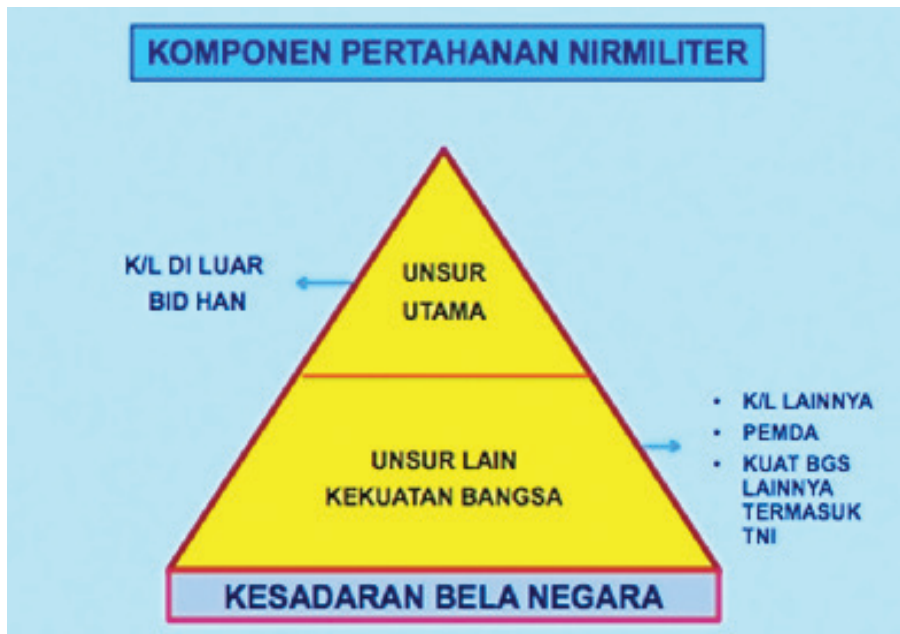 KOMPONEN PERTAHANAN NIRMILITER
K/L DI LUAR
BID HAN
UNSUR
UTAMA
UNSUR LAIN
KEKUATAN BANGSA
• K/L LAINNYA
• PEMDA
• KUAT BGS
LAINNYA
TERMASUK
TNI
KESADARAN BELA NEGARA